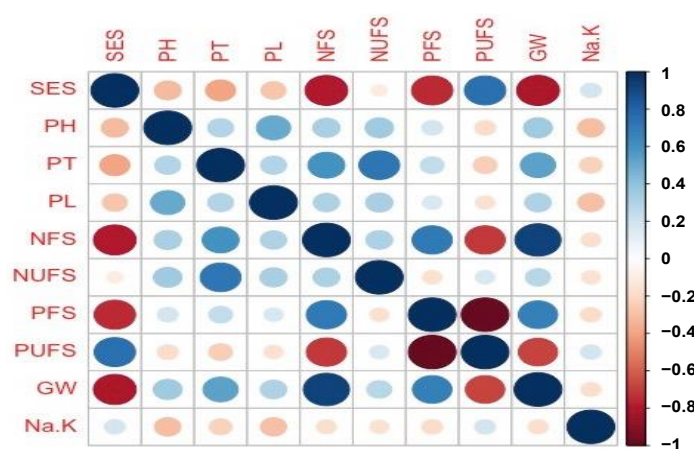 SES PH PT PL NFS NUFS PFS PUFS GW Na.K
SES
PH
PT
PL
NFS
NUFS
PFS
PUFS
GW
Na.K
1
0.8
0.6
0.4
0.2
0
−0.2
−0.4
−0.6
−0.8
−1